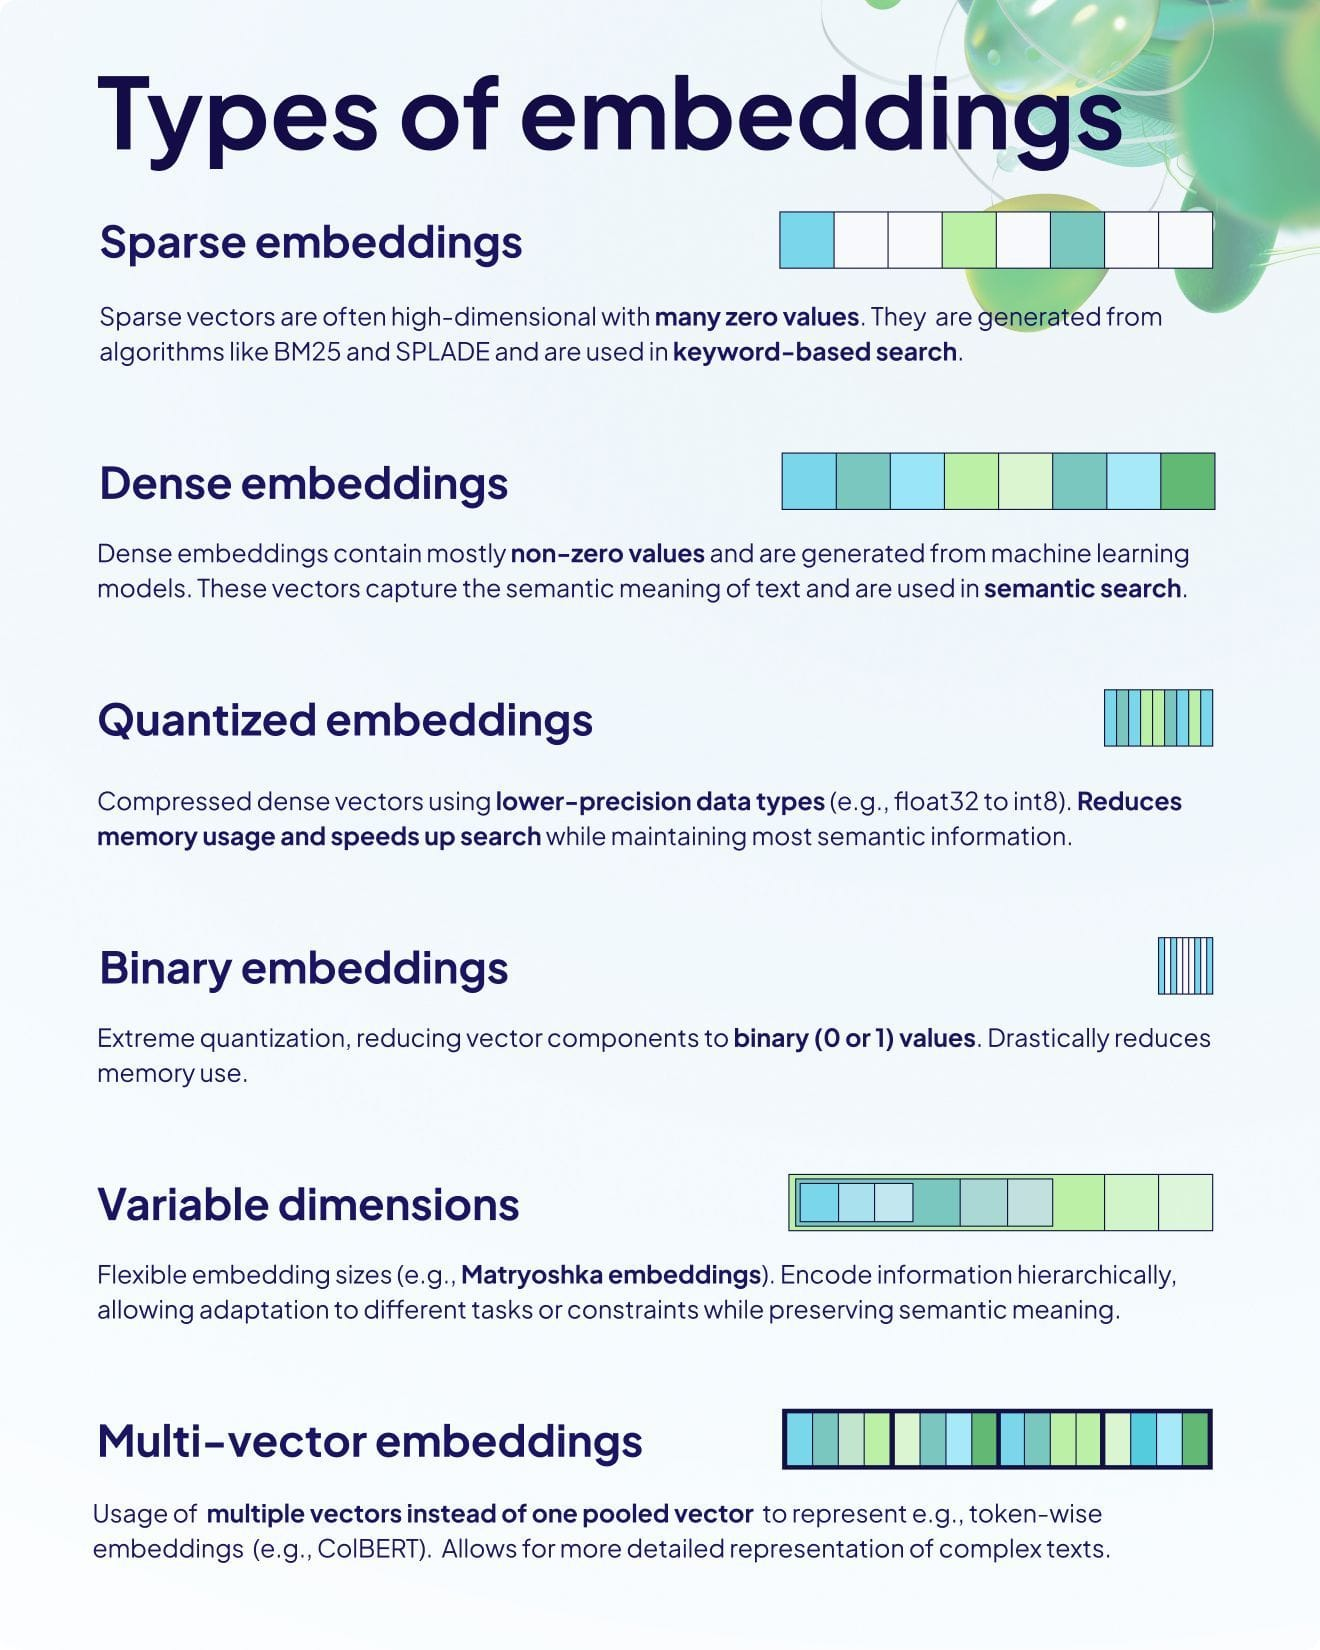 Types of embeddings
Sparse embeddings
Sparse vectors are often high-dimensional with many zero values. They are generated from
algorithms like BM25 and SPLADE and are used in keyword-based search.
Dense embeddings
Dense embeddings contain mostly non-zero values and are generated from machine learning
models. These vectors capture the semantic meaning of text and are used in semantic search.
Quantized embeddings
Compressed dense vectors using lower-precision data types (e.g., float32 to int8). Reduces
memory usage and speeds up search while maintaining most semantic information.
Binary embeddings
Extreme quantization, reducing vector components to binary (0 or 1) values. Drastically reduces
memory use.
Variable dimensions
Flexible embedding sizes (e.g., Matryoshka embeddings). Encode information hierarchically,
allowing adaptation to different tasks or constraints while preserving semantic meaning.
Multi-vector embeddings
Usage of multiple vectors instead of one pooled vector to represent e.g., token-wise
embeddings (e.g., ColBERT). Allows for more detailed representation of complex texts.